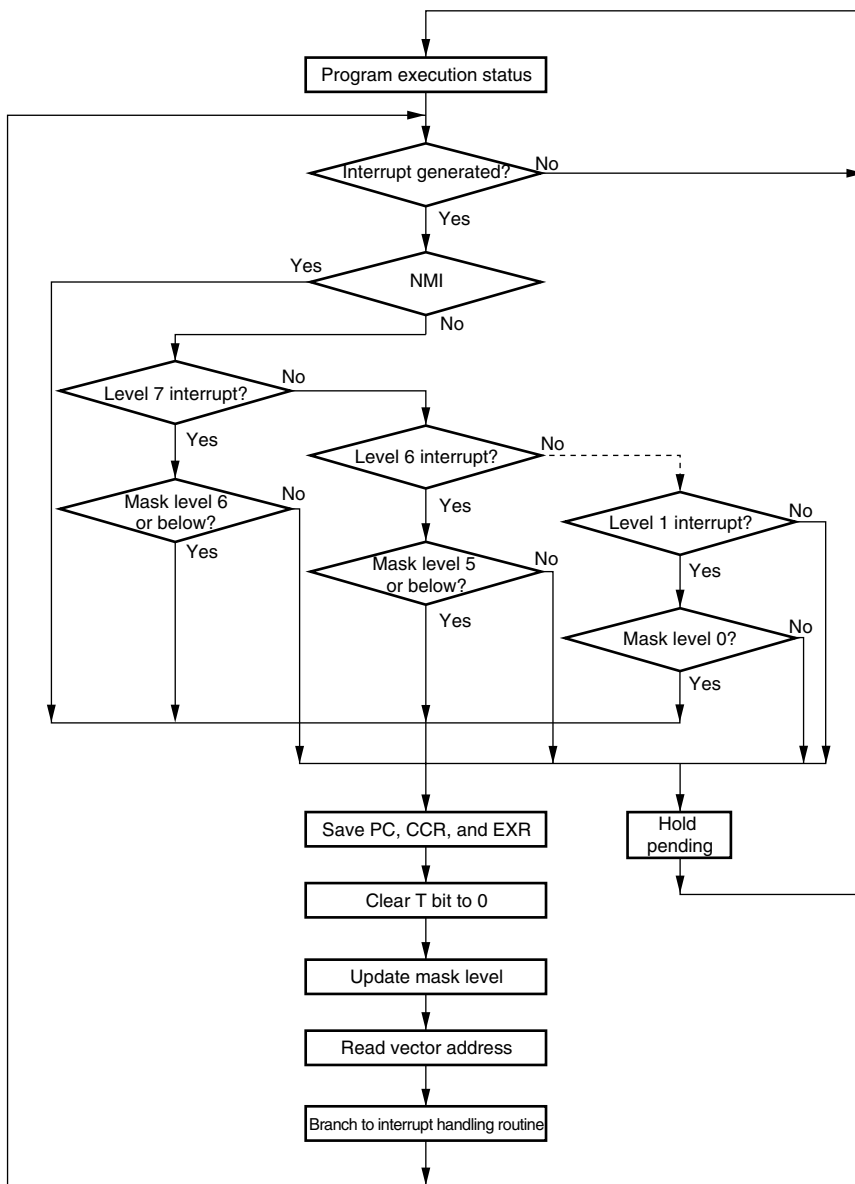 Program execution status
Interrupt generated?
No
Yes
Yes
NMI
No
Level 7 interrupt?
No
Yes
Level 6 interrupt?
No
Mask level 6
or below?
No
Yes
Level 1 interrupt?
No
Yes
Mask level 5
or below?
No
Yes
Yes
Mask level 0?
No
Yes
Save PC, CCR, and EXR
Hold
pending
Clear T bit to 0
Update mask level
Read vector address
Branch to interrupt handling routine